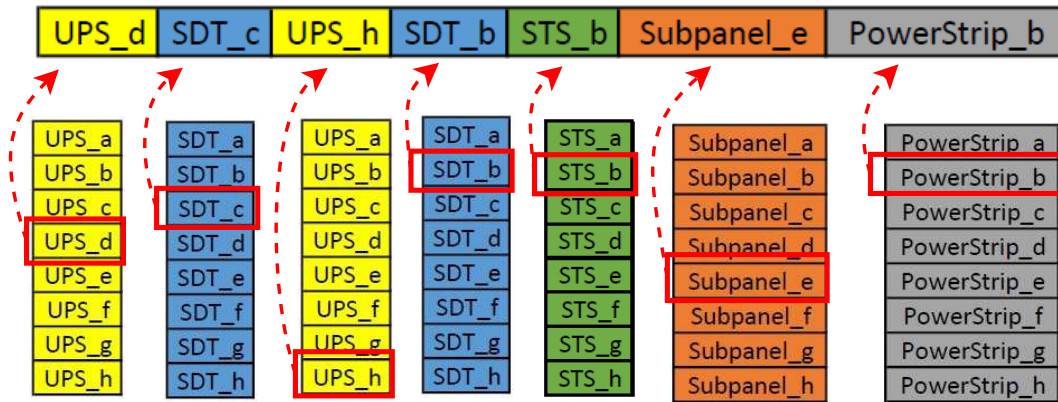 UPS_d SDT_c UPS_h SDT_b STS_b Subpanel_e PowerStrip_b
UPS_a SDT_a UPS_a SDT_a STS_a Subpanel_a PowerStrip_a
UPS_b SDT_b UPS_b SDT_b STS_b Subpanel_b PowerStrip_b
UPS_c SDT_c UPS_c SDT_c STS_c Subpanel_c PowerStrip_c
UPS_d SDT_d UPS_d SDT_d STS_d Subpanel_d PowerStrip_d
UPS_e SDT_e UPS_e SDT_e STS_e Subpanel_e PowerStrip_e
UPS_f SDT_f UPS_f SDT_f STS_f Subpanel_f PowerStrip_f
UPS_g SDT_g UPS_g SDT_g STS_g Subpanel_g PowerStrip_g
UPS_h SDT_h UPS_h SDT_h STS_h Subpanel_h PowerStrip_h